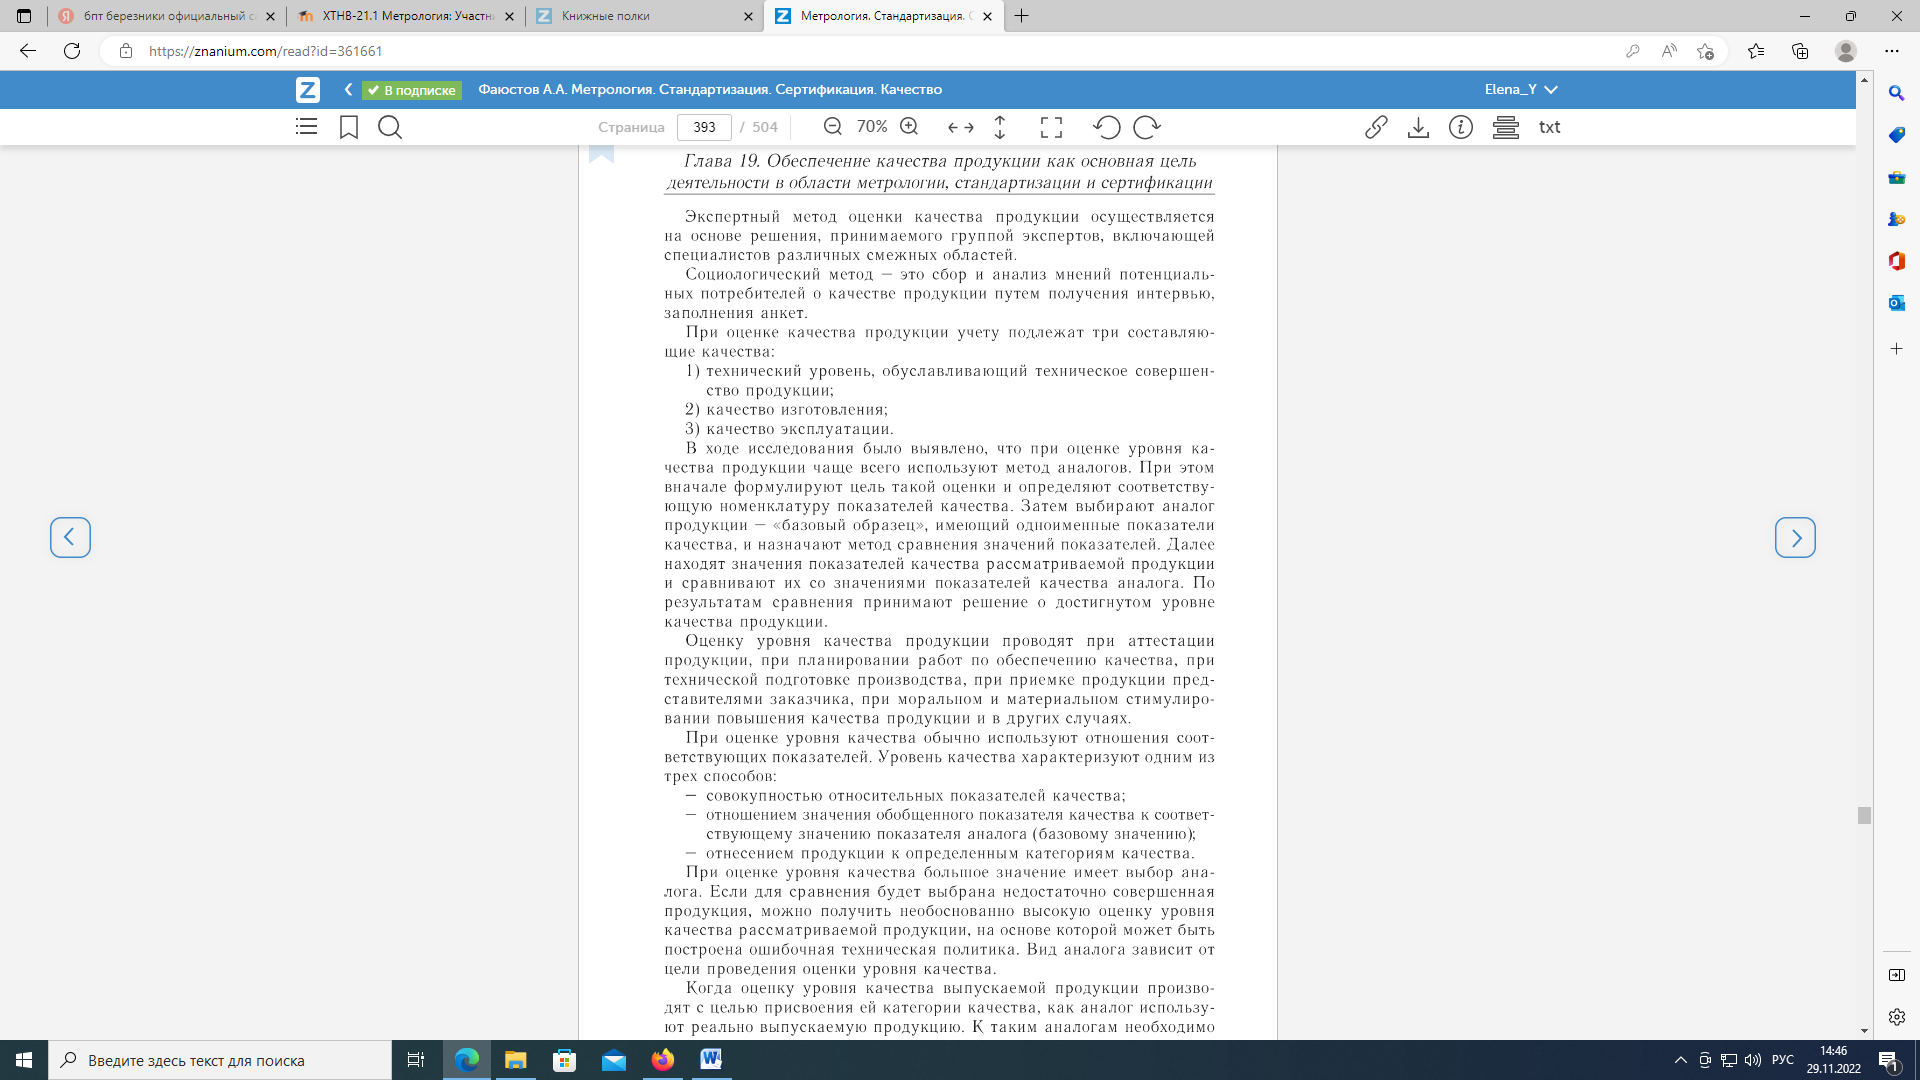 бпт березники официальный с
ХТНВ-21.1 Метрология: Участн
Книжные полки
Метрология. Стандартизация. С
https://znanium.com/read?id=361661
В подписке
Фаюстов А.А. Метрология. Стандартизация. Сертификация. Качество
Elena_Y
Страница 393 / 504
70%
txt
Глава 19. Обеспечение качества продукции как основная цель
деятельности в области метрологии, стандартизации и сертификации
Экспертный метод оценки качества продукции осуществляется
на основе решения, принимаемого группой экспертов, включающей
специалистов различных смежных областей.
Социологический метод – это сбор и анализ мнений потенциаль-
ных потребителей о качестве продукции путем получения интервью,
заполнения анкет.
При оценке качества продукции учету подлежат три составляю-
щие качества:
1) технический уровень, обуславливающий техническое совершен-
ство продукции;
2) качество изготовления;
3) качество эксплуатации.
В ходе исследования было выявлено, что при оценке уровня ка-
чества продукции чаще всего используют метод аналогов. При этом
вначале формулируют цель такой оценки и определяют соответству-
ющую номенклатуру показателей качества. Затем выбирают аналог
продукции – «базовый образец», имеющий одноименные показатели
качества, и назначают метод сравнения значений показателей. Далее
находят значения показателей качества рассматриваемой продукции
и сравнивают их со значениями показателей качества аналога. По
результатам сравнения принимают решение о достигнутом уровне
качества продукции.
Оценку уровня качества продукции проводят при аттестации
продукции, при планировании работ по обеспечению качества, при
технической подготовке производства, при приемке продукции пред-
ставителями заказчика, при моральном и материальном стимулиро-
вании повышения качества продукции и в других случаях.
При оценке уровня качества обычно используют отношения соот-
ветствующих показателей. Уровень качества характеризуют одним из
трех способов:
– совокупностью относительных показателей качества;
– отношением значения обобщенного показателя качества к соответ-
ствующему значению показателя аналога (базовому значению);
– отнесением продукции к определенным категориям качества.
При оценке уровня качества большое значение имеет выбор ана-
лога. Если для сравнения будет выбрана недостаточно совершенная
продукция, можно получить необоснованно высокую оценку уровня
качества рассматриваемой продукции, на основе которой может быть
построена ошибочная техническая политика. Вид аналога зависит от
цели проведения оценки уровня качества.
Когда оценку уровня качества выпускаемой продукции произво-
дят с целью присвоения ей категории качества, как аналог использу-
ют реально выпускаемую продукцию. К таким аналогам необходимо
Введите здесь текст для поиска
РУС
14:46
29.11.2022
1